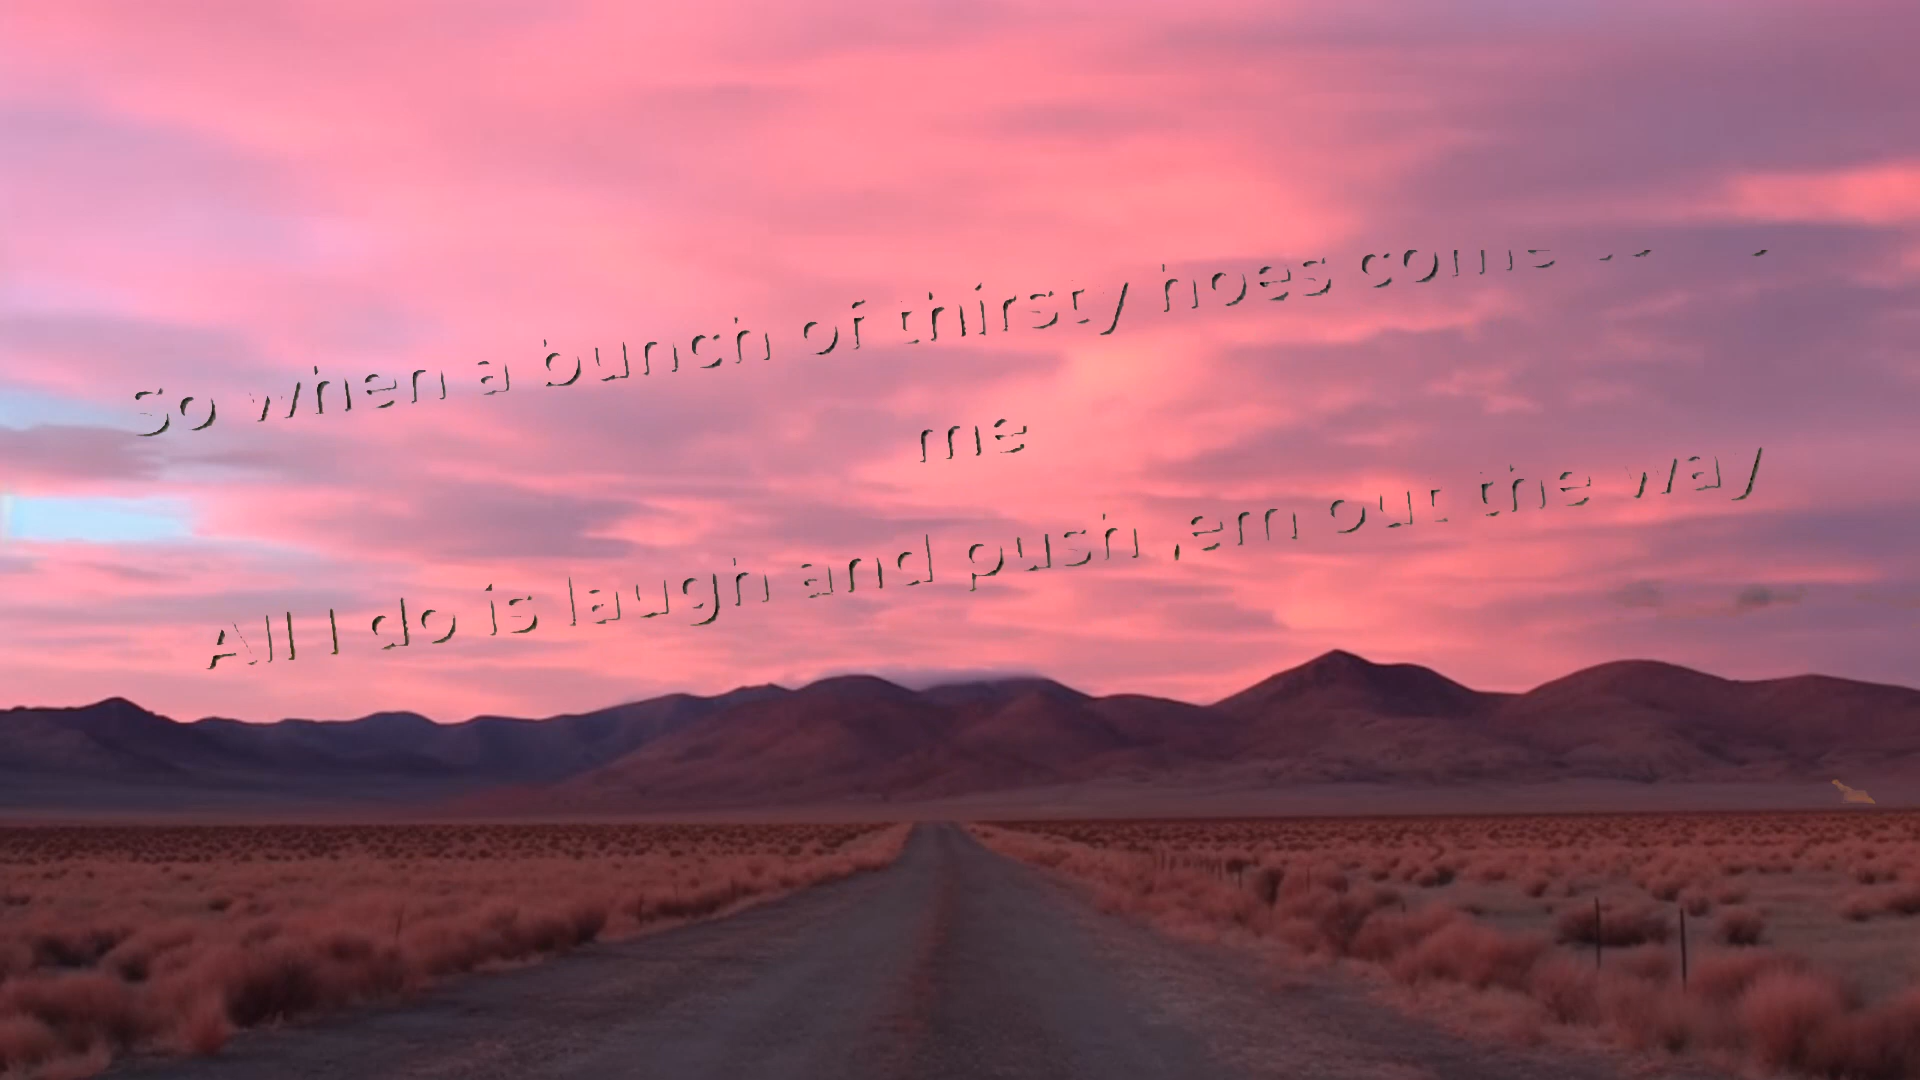 So when a bunch of thirsty hoes come
me
All I do is laugh and push ,em out the way